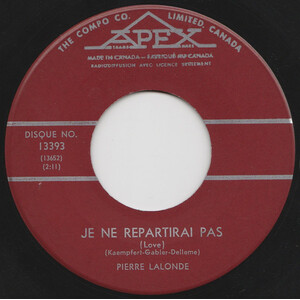 THE COMPO CO. LIMITED, CANADA
APEX
TRADE MARK
MADE IN CANADA — FABRIQUÉ AU CANADA
RADIODIFFUSION AVEC LICENCE SEULEMENT
DISQUE NO.
13393
(13652)
(2:11)
JE NE REPARTIRAI PAS
(Love)
(Kaempfert-Gabler-Dellame)
PIERRE LALONDE